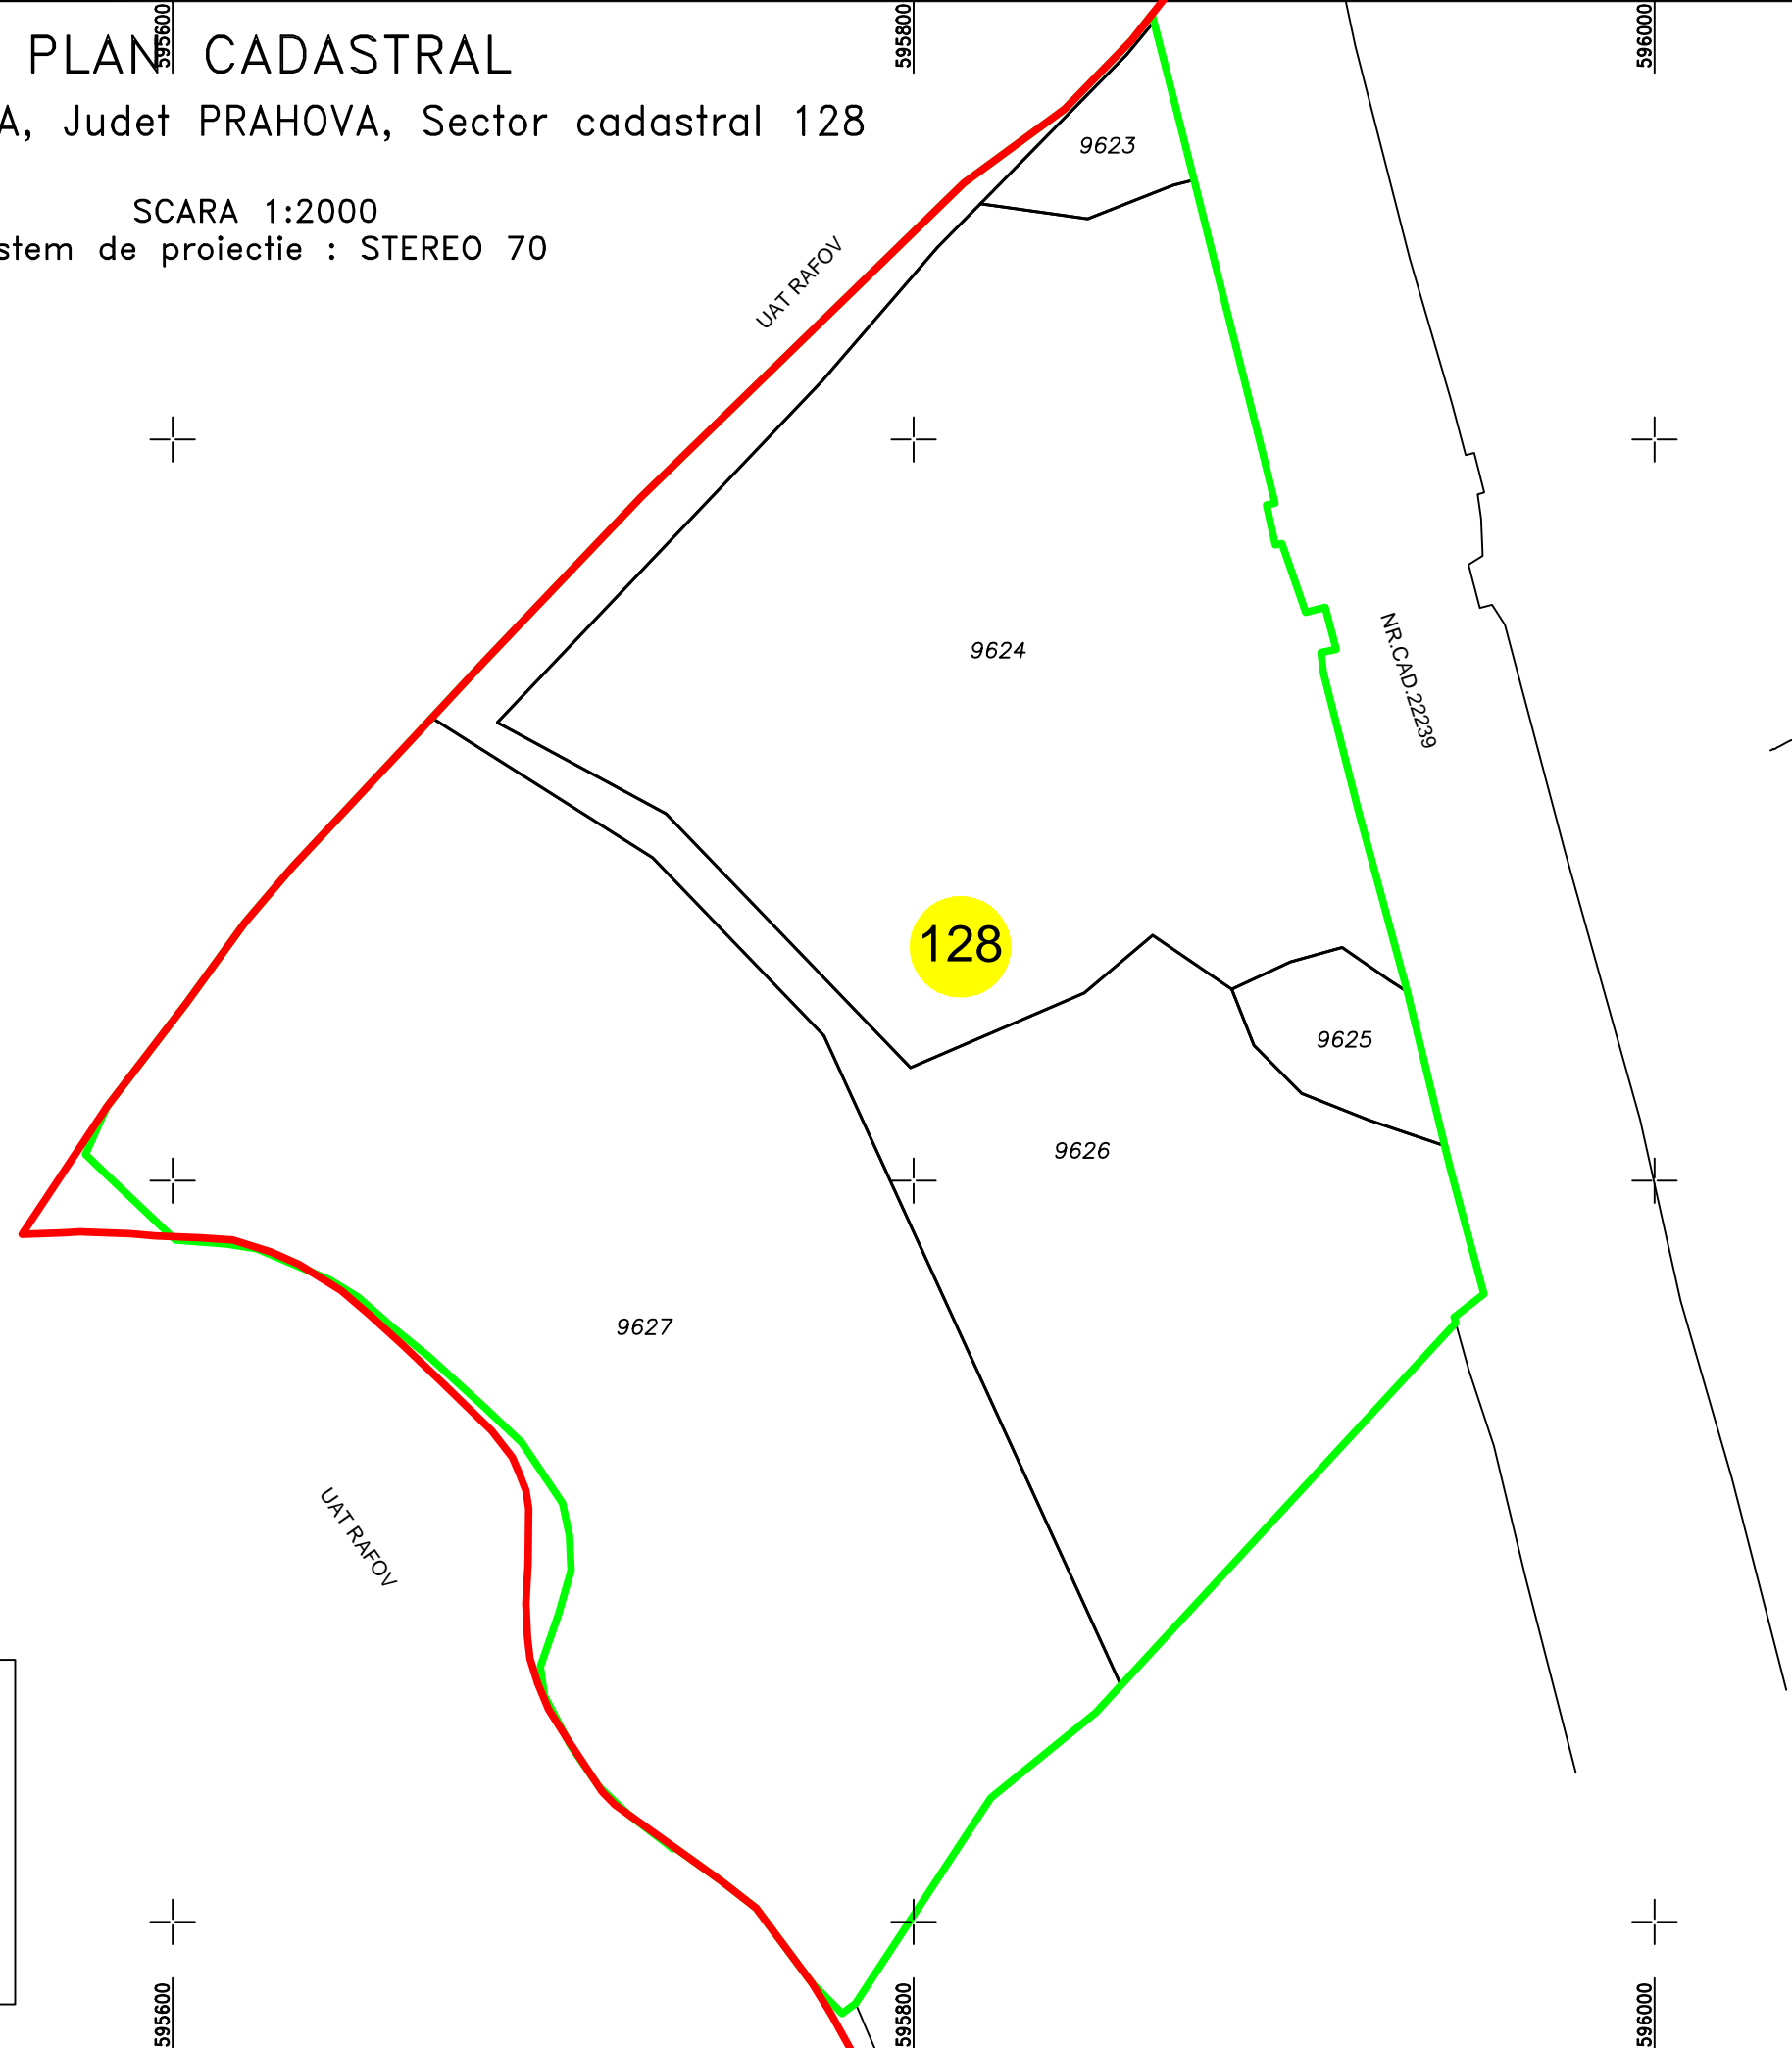 595600
595800
596000
PLAN CADASTRAL
A, Judet PRAHOVA, Sector cadastral 128
SCARA 1:2000
stem de proiectie : STEREO 70
9623
UAT RAFOV
9624
NR.CAD.22239
128
9625
9626
9627
UAT RAFOV
595600
595800
596000